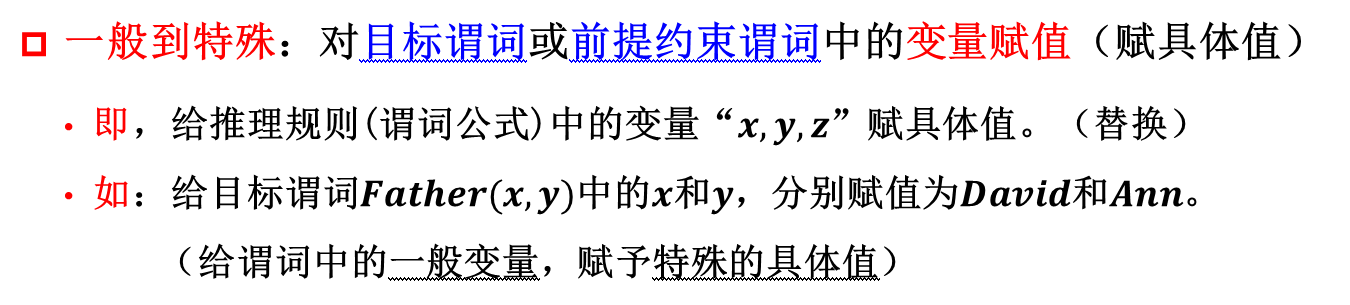 一般到特殊：对目标谓词或前提约束谓词中的变量赋值（赋具体值）
• 即，给推理规则(谓词公式)中的变量“x,y,z”赋具体值。（替换）
• 如：给目标谓词Father(x,y)中的x和y，分别赋值为David和Ann。
（给谓词中的一般变量，赋予特殊的具体值）